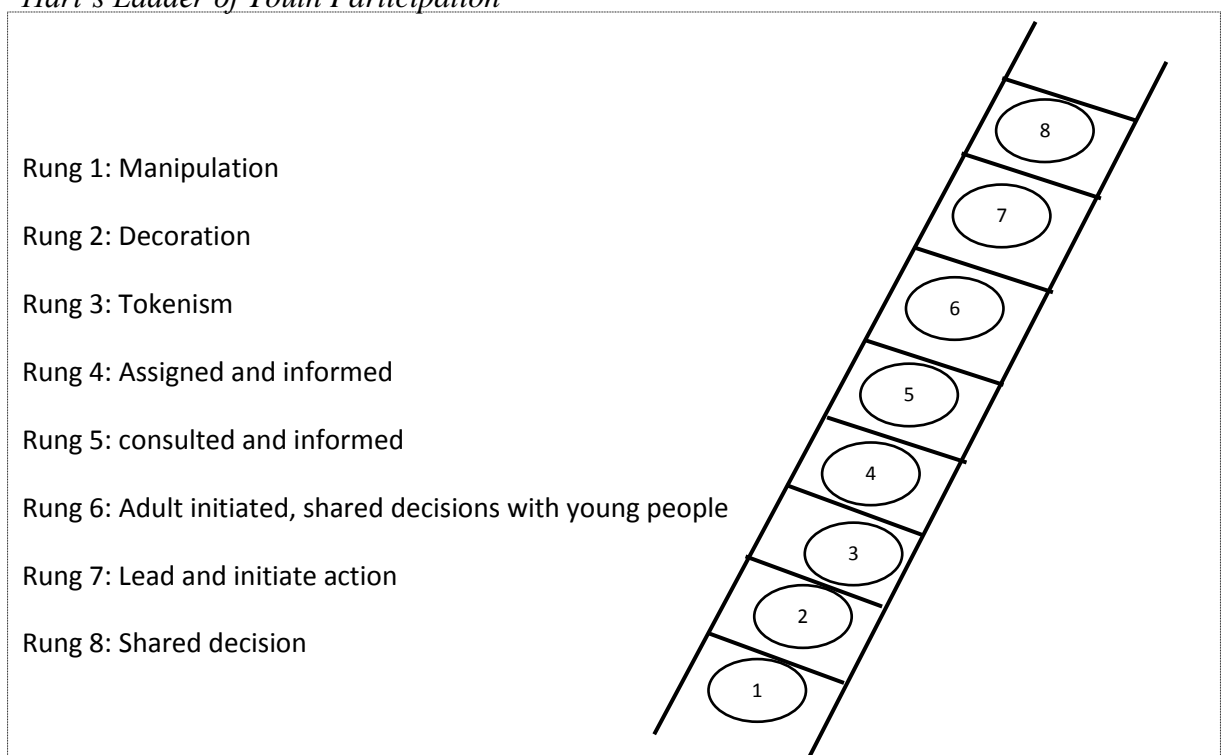 Hart's Ladder of Youth Participation
Rung 1: Manipulation
Rung 2: Decoration
Rung 3: Tokenism
Rung 4: Assigned and informed
Rung 5: consulted and informed
Rung 6: Adult initiated, shared decisions with young people
Rung 7: Lead and initiate action
Rung 8: Shared decision
8
7
6
5
4
3
2
1